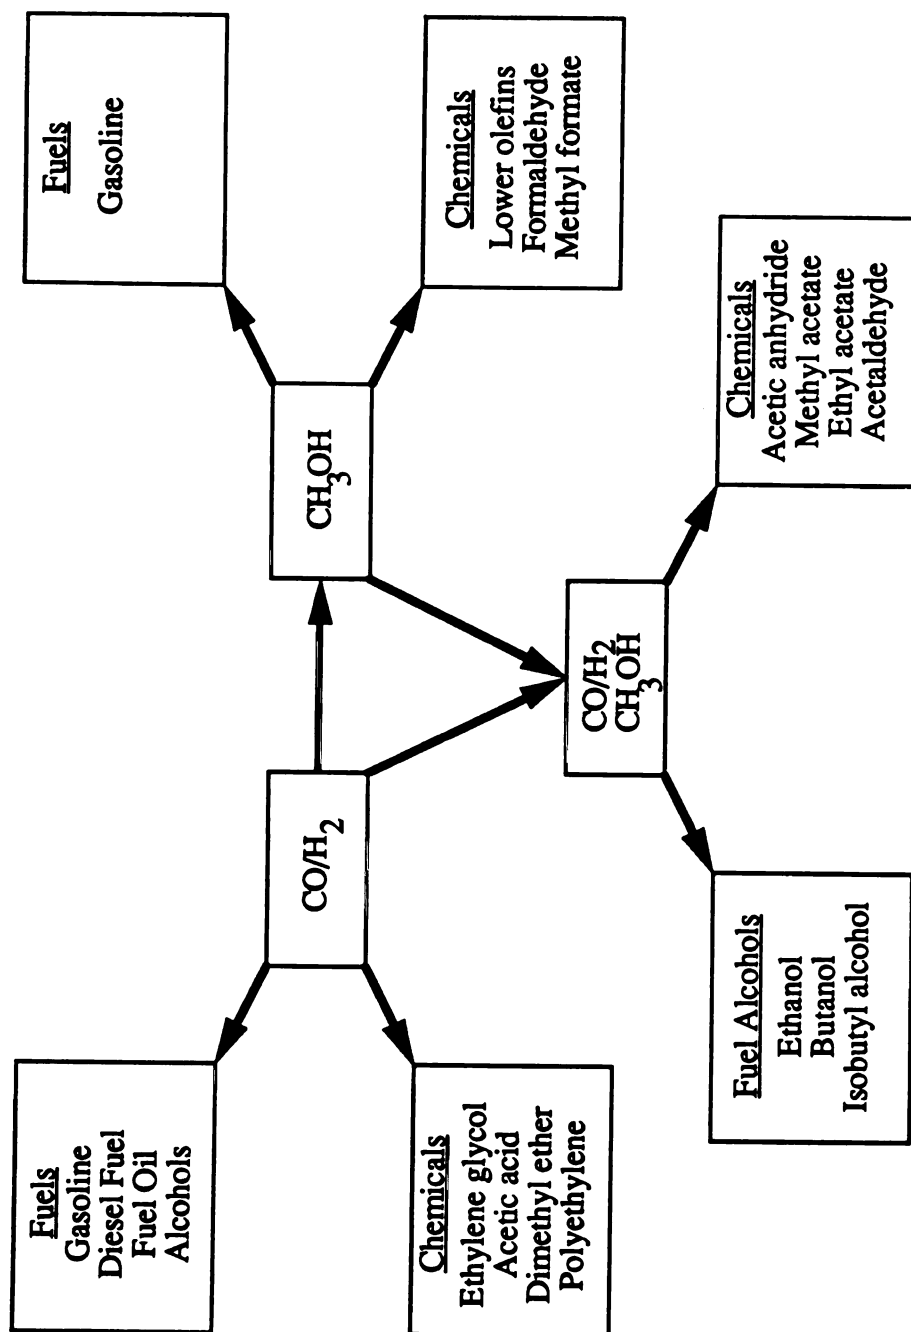 Fuels
Gasoline
Diesel Fuel
Fuel Oil
Alcohols
Chemicals
Ethylene glycol
Acetic acid
Dimethyl ether
Polyethylene
CO/H2
CH3OH
Fuels
Gasoline
Chemicals
Lower olefins
Formaldehyde
Methyl formate
CO/H2
CH3OH
Fuel Alcohols
Ethanol
Butanol
Isobutyl alcohol
Chemicals
Acetic anhydride
Methyl acetate
Ethyl acetate
Acetaldehyde